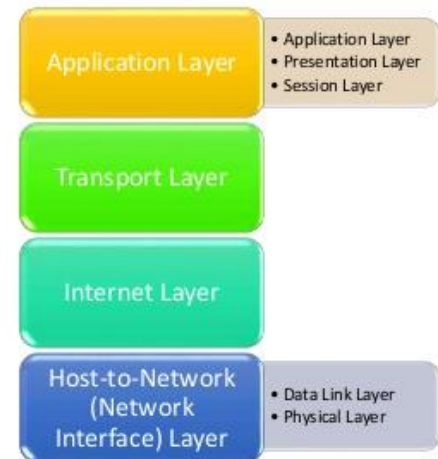 Application Layer
• Application Layer
• Presentation Layer
• Session Layer
Transport Layer
Internet Layer
Host-to-Network
(Network
Interface) Layer
• Data Link Layer
• Physical Layer